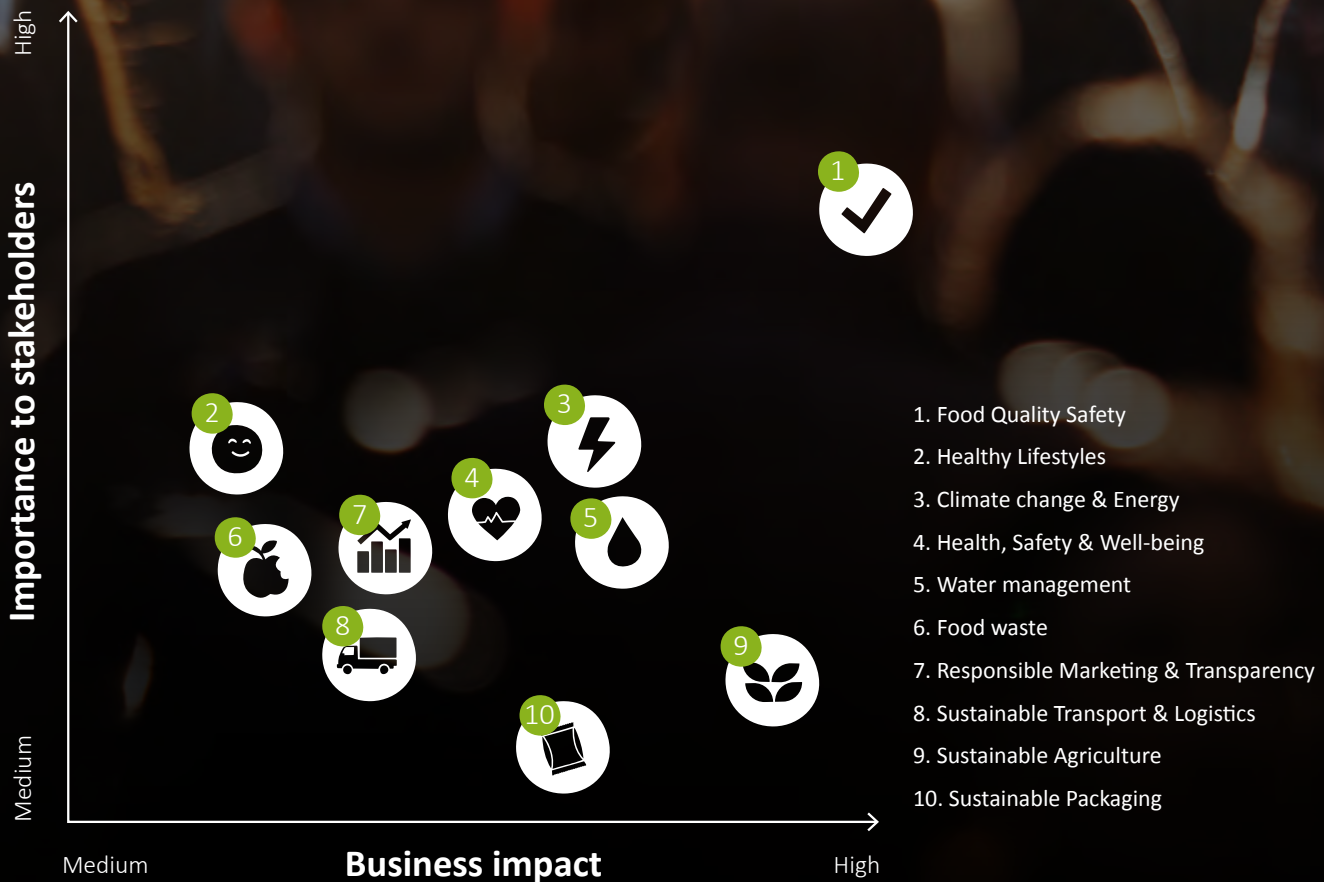 High
Importance to stakeholders
Medium
1
2
3
4
5
6
7
8
9
10
1. Food Quality Safety
2. Healthy Lifestyles
3. Climate change & Energy
4. Health, Safety & Well-being
5. Water management
6. Food waste
7. Responsible Marketing & Transparency
8. Sustainable Transport & Logistics
9. Sustainable Agriculture
10. Sustainable Packaging
Medium
Business impact
High